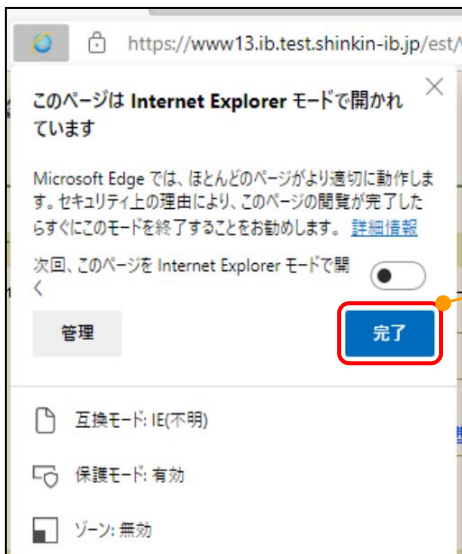 https://www13.ib.test.shinkin-ib.jp/est/
このページは Internet Explorer モードで開かれ
ています
Microsoft Edge では、ほとんどのページがより適切に動作しま
す。セキュリティ上の理由により、このページの閲覧が完了した
らすぐにこのモードを終了することをお勧めします。 詳細情報
次回、このページを Internet Explorer モードで開
く
管理
完了
互換モード: IE(不明)
保護モード: 有効
ゾーン: 無効